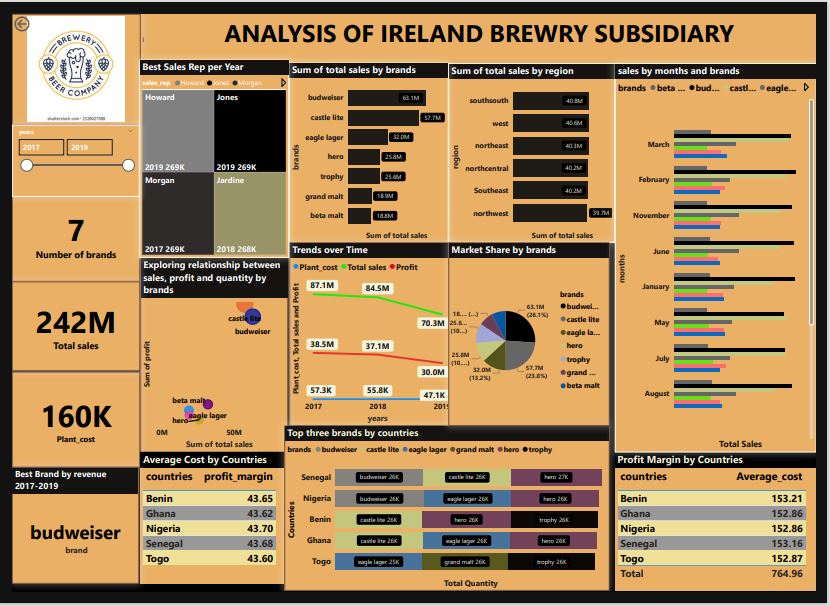 ANALYSIS OF IRELAND BREWRY SUBSIDIARY
BREWERY
BEER COMPANY
shutterstock.com · 2128027388
years
2017
2019
7
Number of brands
242M
Total sales
160K
Plant_cost
Best Brand by revenue
2017-2019
budweiser
brand
Best Sales Rep per Year
sales_rep Howard Jones Morgan
Howard
2019 269K
Jones
2019 269K
Morgan
2017 269K
Jardine
2018 268K
Sum of total sales by brands
brands
budweiser 63.1M
castle lite 57.7M
eagle lager 32.0M
hero 25.8M
trophy 25.6M
grand malt 18.9M
beta malt 18.8M
Sum of total sales
Sum of total sales by region
region
southsouth 40.8M
west 40.6M
northeast 40.3M
northcentral 40.2M
Southeast 40.2M
northwest 39.7M
Sum of total sales
sales by months and brands
brands beta ... bud... castl... eagle...
months
March
February
November
June
January
May
July
August
Total Sales
Exploring relationship between
sales, profit and quantity by
brands
Sum of profit
castle lite
budweiser
beta malt
eagle lager
hero
0M 50M
Sum of total sales
Trends over Time
Plant_cost Total sales Profit
Plant_cost, Total sales and Profit
87.1M 84.5M 70.3M
38.5M 37.1M 30.0M
57.3K 55.8K 47.1K
2017 2018 2019
years
Market Share by brands
63.1M
(26.1%)
57.7M
(23.8%)
32.0M
(13.2%)
25.8M
(10....)
25.6...
(10...)
18.... (...)
brands
budwei...
castle lite
eagle la...
hero
trophy
grand ...
beta malt
Average Cost by Countries
countries profit_margin
Benin 43.65
Ghana 43.62
Nigeria 43.70
Senegal 43.68
Togo 43.60
Top three brands by countries
brands budweiser castle lite eagle lager grand malt hero trophy
Countries
Senegal budweiser 26K castle lite 26K hero 27K
Nigeria budweiser 26K eagle lager 26K hero 26K
Benin castle lite 26K hero 26K trophy 26K
Ghana castle lite 26K eagle lager 26K hero 26K
Togo eagle lager 25K grand malt 26K trophy 26K
Total Quantity
Profit Margin by Countries
countries Average_cost
Benin 153.21
Ghana 152.86
Nigeria 152.86
Senegal 153.16
Togo 152.87
Total 764.96